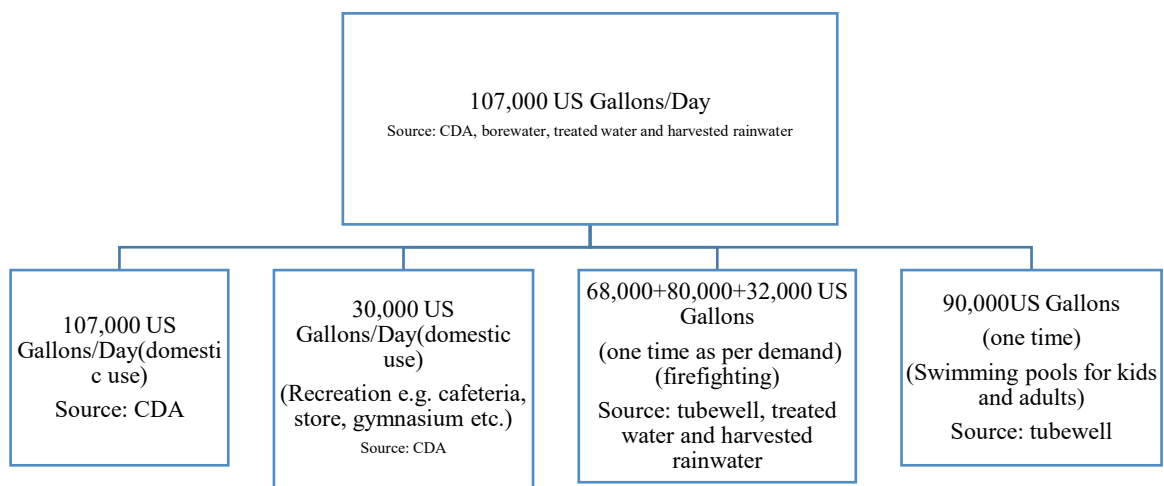 107,000 US Gallons/Day
Source: CDA, borewater, treated water and harvested rainwater
107,000 US
Gallons/Day(domesti
c use)
Source: CDA
30,000 US
Gallons/Day(domestic
use)
(Recreation e.g. cafeteria,
store, gymnasium etc.)
Source: CDA
68,000+80,000+32,000 US
Gallons
(one time as per demand)
(firefighting)
Source: tubewell, treated
water and harvested
rainwater
90,000US Gallons
(one time)
(Swimming pools for kids
and adults)
Source: tubewell